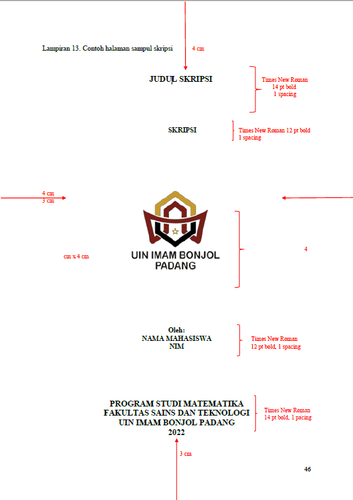 Lampiran 13. Contoh halaman sampul skripsi
4 cm
JUDUL SKRIPSI
Times New Roman
14 pt bold
1 spacing
SKRIPSI
Times New Roman 12 pt bold
1 spacing
4 cm
3 cm
UIN IMAM BONJOL
PADANG
cm x 4 cm
4
Oleh:
NAMA MAHASISWA
NIM
Times New Roman
12 pt bold, 1 spacing
PROGRAM STUDI MATEMATIKA
FAKULTAS SAINS DAN TEKNOLOGI
UIN IMAM BONJOL PADANG
2022
Times New Roman
14 pt bold, 1 pacing
3 cm
46